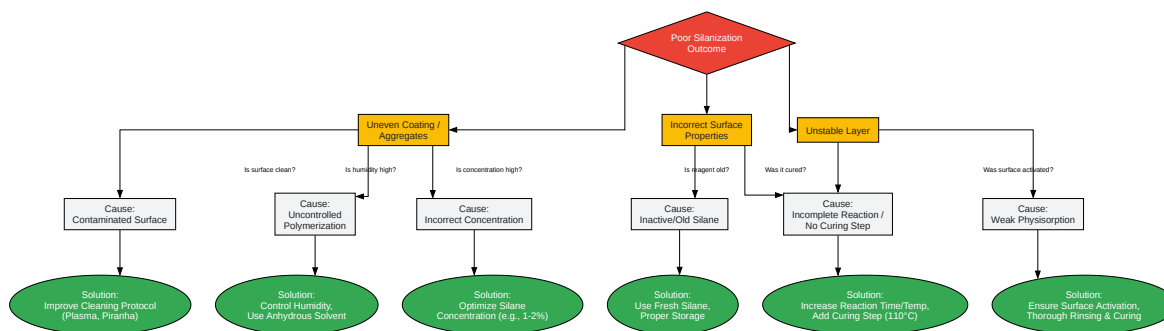 Poor Silanization
Outcome
Uneven Coating /
Aggregates
Incorrect Surface
Properties
Unstable Layer
Is surface clean?
Is humidity high?
Is concentration high?
Is reagent old?
Was it cured?
Was surface activated?
Cause:
Contaminated Surface
Cause:
Uncontrolled
Polymerization
Cause:
Incorrect Concentration
Cause:
Inactive/Old Silane
Cause:
Incomplete Reaction /
No Curing Step
Cause:
Weak Physisorption
Solution:
Improve Cleaning Protocol
(Plasma, Piranha)
Solution:
Control Humidity,
Use Anhydrous Solvent
Solution:
Optimize Silane
Concentration (e.g., 1-2%)
Solution:
Use Fresh Silane,
Proper Storage
Solution:
Increase Reaction Time/Temp,
Add Curing Step (110°C)
Solution:
Ensure Surface Activation,
Thorough Rinsing & Curing